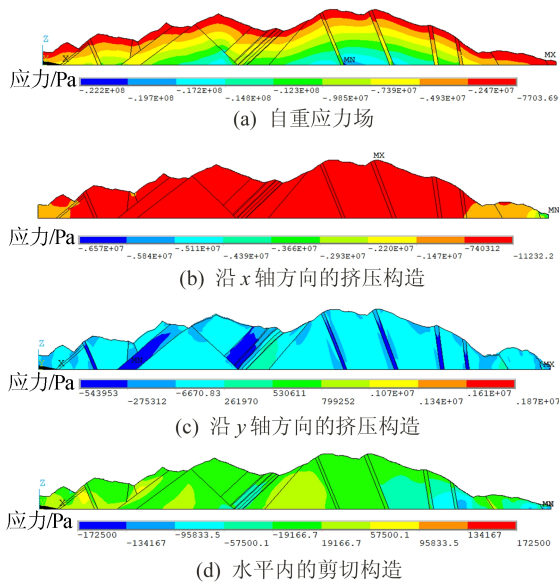 Z
X
MN
MX
应力/Pa
-.222E+08 -.172E+08 -.123E+08 -.739E+07 -.247E+07
-.197E+08 -.148E+08 -.985E+07 -.493E+07 -7703.69
(a) 自重应力场
MX
MN
应力/Pa
-.657E+07 -.511E+07 -.366E+07 -.220E+07 -740312
-.584E+07 -.439E+07 -.293E+07 -.147E+07 -11232.2
(b) 沿x轴方向的挤压构造
Z
X
MX
应力/Pa
-543953 -6670.83 530611 .107E+07 .161E+07
-275312 261970 799252 .134E+07 .187E+07
(c) 沿y轴方向的挤压构造
Z
X
MN
应力/Pa
-172500 -95833.5 -19166.7 57500.1 134167
-134167 -57500.1 19166.7 95833.5 172500
(d) 水平内的剪切构造